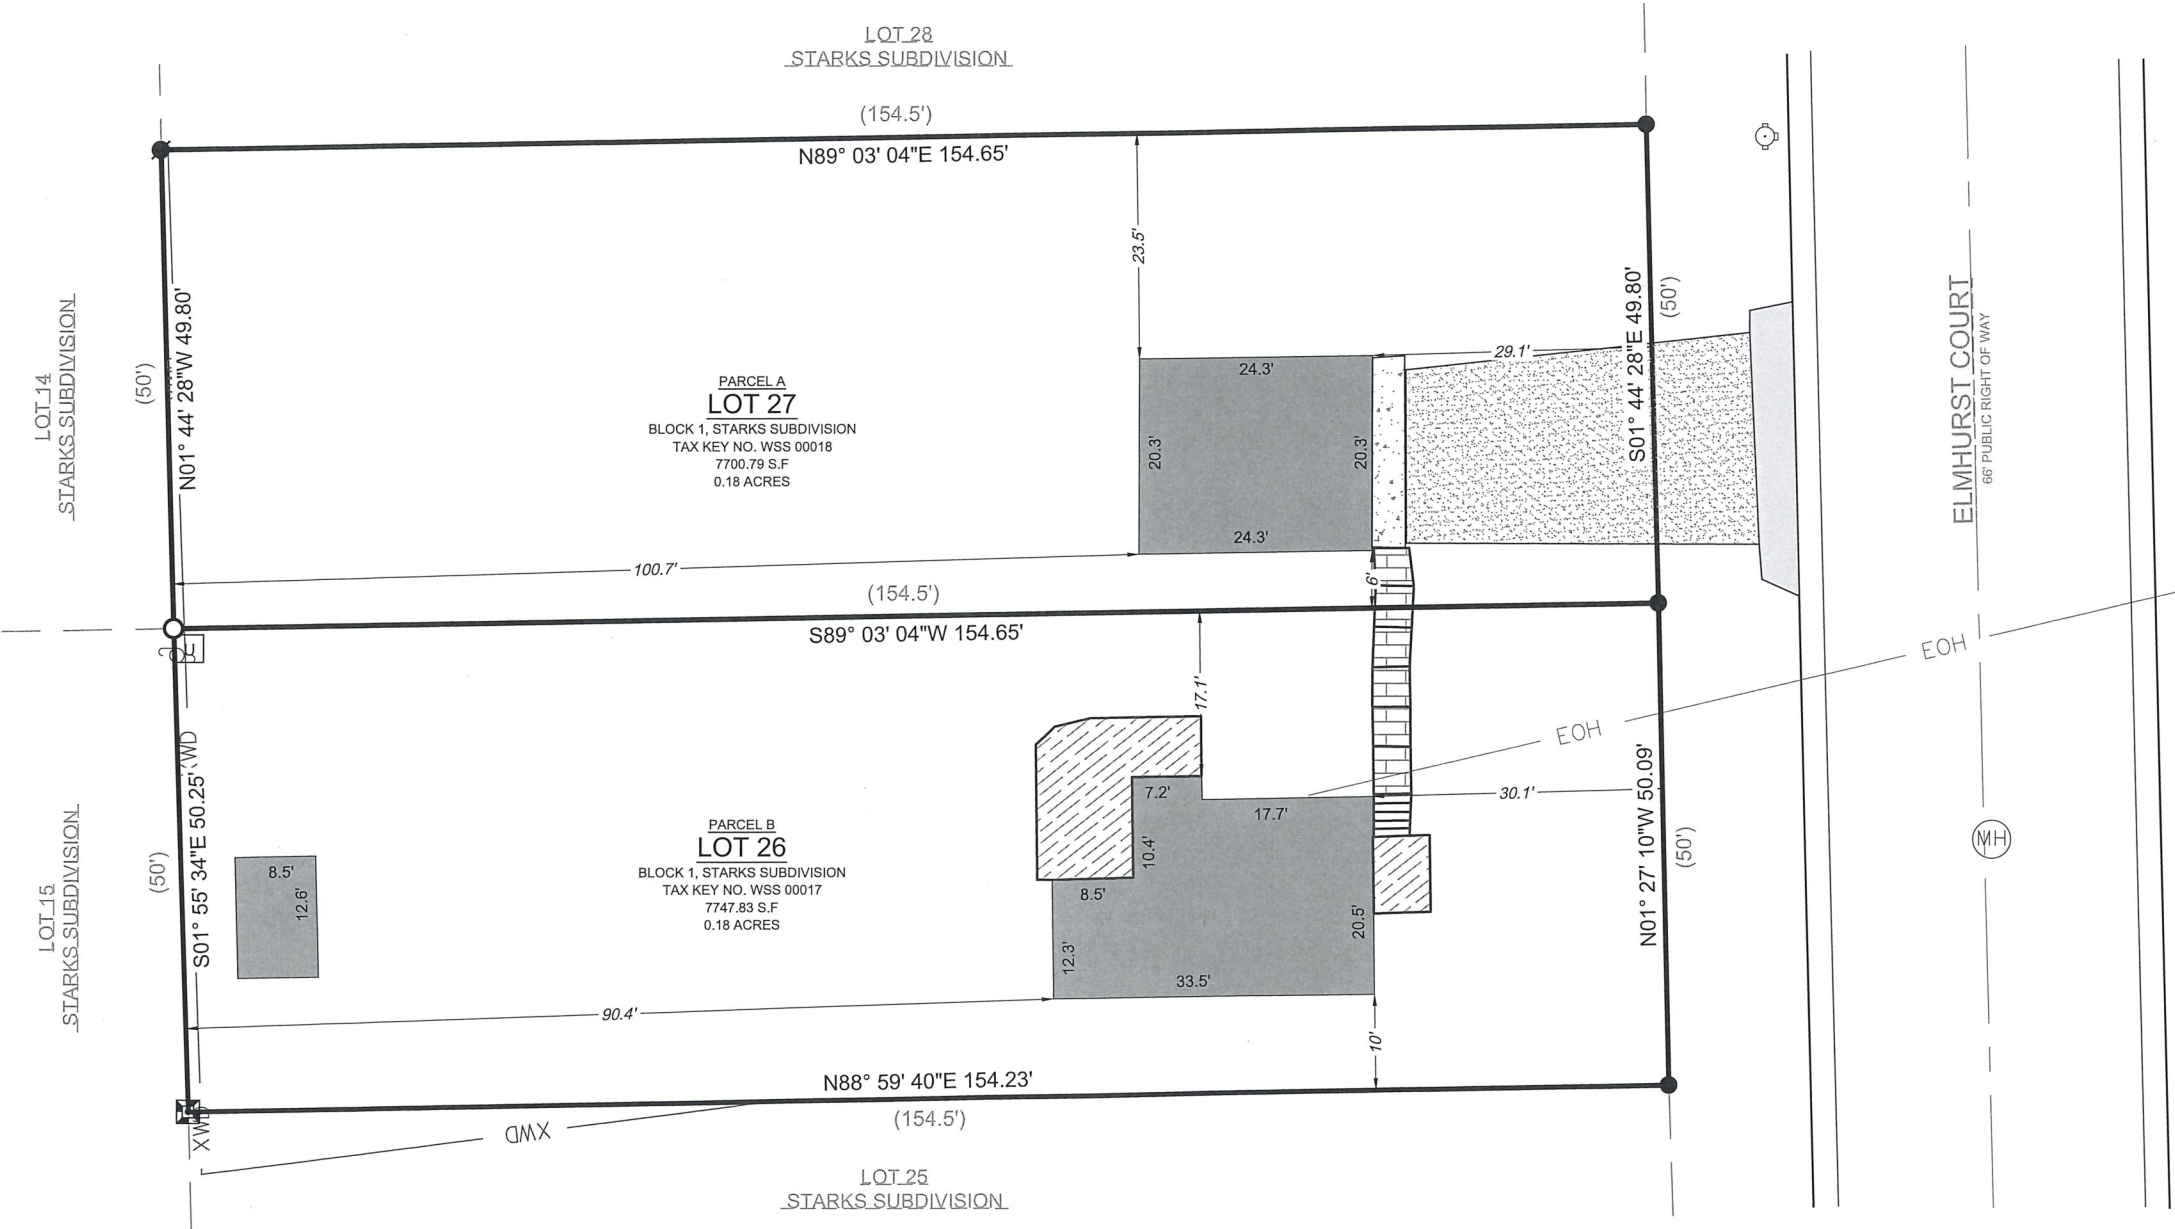 LOT 28
STARKS SUBDIVISION
(154.5')
N89° 03' 04"E 154.65'
23.5'
LOT 14
STARKS SUBDIVISION
(50')
N01° 44' 28"W 49.80'
PARCEL A
LOT 27
BLOCK 1, STARKS SUBDIVISION
TAX KEY NO. WSS 00018
7700.79 S.F
0.18 ACRES
24.3'
20.3'
20.3'
24.3'
29.1'
S01° 44' 28"E 49.80'
(50')
ELMHURST COURT
66' PUBLIC RIGHT OF WAY
100.7'
6'
(154.5')
S89° 03' 04"W 154.65'
U
17.1'
EOH
EOH
XWD
S01° 55' 34"E 50.25'
(50')
LOT 15
STARKS SUBDIVISION
8.5'
12.6'
PARCEL B
LOT 26
BLOCK 1, STARKS SUBDIVISION
TAX KEY NO. WSS 00017
7747.83 S.F
0.18 ACRES
7.2'
17.7'
10.4'
8.5'
12.3'
20.5'
33.5'
30.1'
N01° 27' 10"W 50.09'
(50')
MH
90.4'
10'
N88° 59' 40"E 154.23'
(154.5')
XWD
XWD
LOT 25
STARKS SUBDIVISION